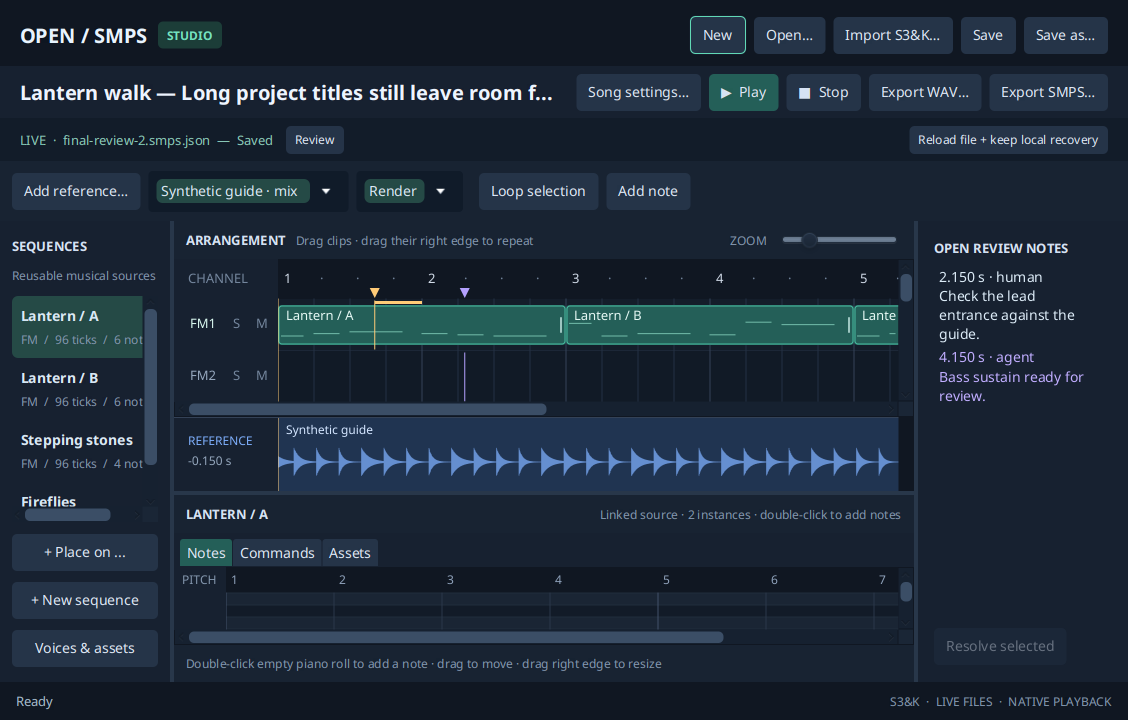 OPEN / SMPS STUDIO New Open... Import S3&K... Save Save as...
Lantern walk — Long project titles still leave room f... Song settings... ▶ Play ■ Stop Export WAV... Export SMPS...
LIVE · final-review-2.smps.json — Saved Review Reload file + keep local recovery
Add reference... Synthetic guide · mix Render Loop selection Add note
SEQUENCES
Reusable musical sources
Lantern / A
FM / 96 ticks / 6 not
Lantern / B
FM / 96 ticks / 6 not
Stepping stones
FM / 96 ticks / 4 not
Fireflies
+ Place on ...
+ New sequence
Voices & assets
ARRANGEMENT Drag clips · drag their right edge to repeat ZOOM
CHANNEL 1 2 3 4 5
FM1 S M Lantern / A Lantern / B Lante
FM2 S M
REFERENCE Synthetic guide
-0.150 s
LANTERN / A Linked source · 2 instances · double-click to add notes
Notes Commands Assets
PITCH 1 2 3 4 5 6 7
Double-click empty piano roll to add a note · drag to move · drag right edge to resize
OPEN REVIEW NOTES
2.150 s · human
Check the lead
entrance against the
guide.
4.150 s · agent
Bass sustain ready for
review.
Resolve selected
Ready S3&K · LIVE FILES · NATIVE PLAYBACK